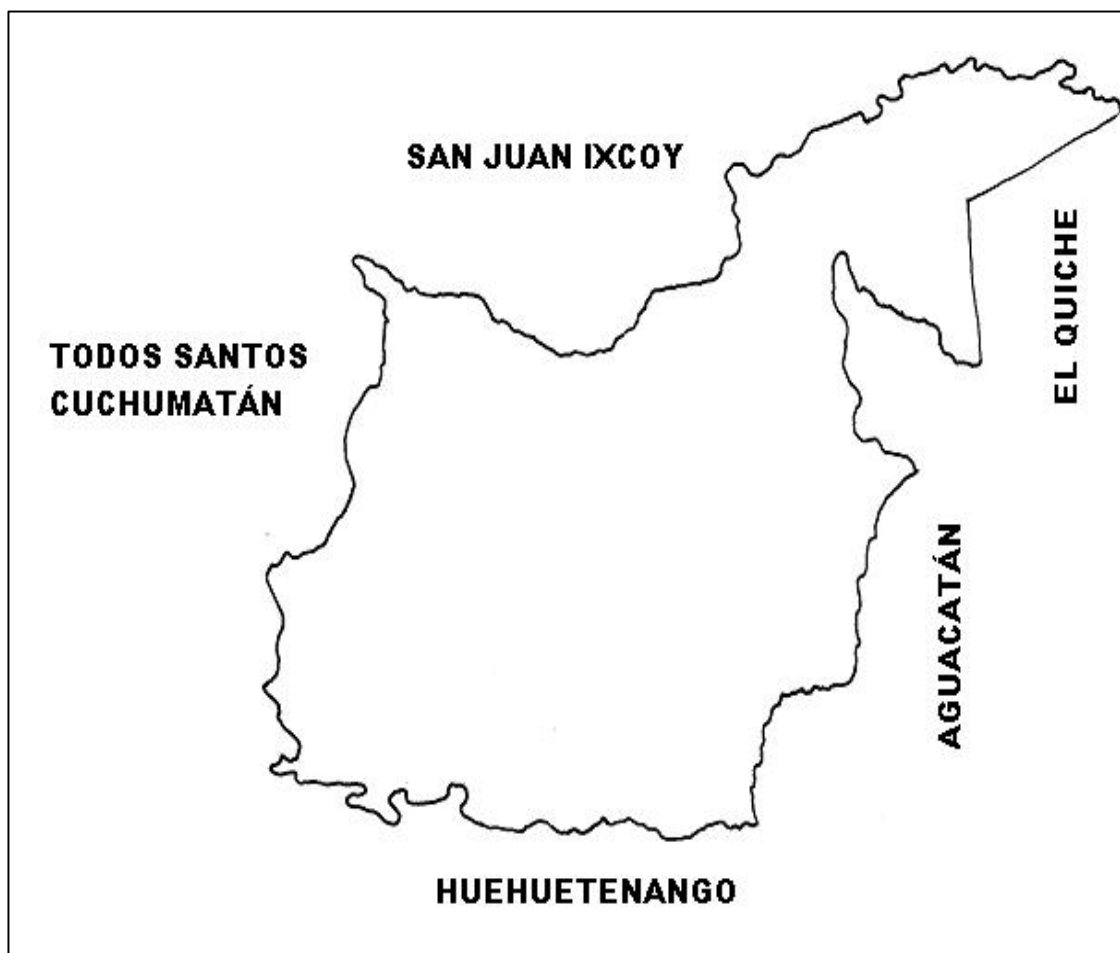 SAN JUAN IXCOY
EL QUICHE
TODOS SANTOS
CUCHUMATÁN
AGUACATÁN
HUEHUETENANGO